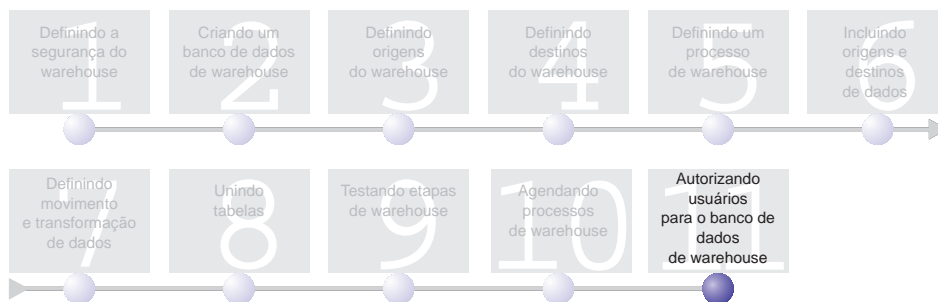 1
Definindo a
segurança do
warehouse
2
Criando um
banco de dados
de warehouse
3
Definindo
origens
do warehouse
4
Definindo
destinos
do warehouse
5
Definindo um
processo
de warehouse
6
Incluindo
origens e
destinos
de dados
7
Definindo
movimento
e transformação
de dados
8
Unindo
tabelas
9
Testando etapas
de warehouse
10
Agendando
processos
de warehouse
11
Autorizando
usuários
para o banco de
dados
de warehouse